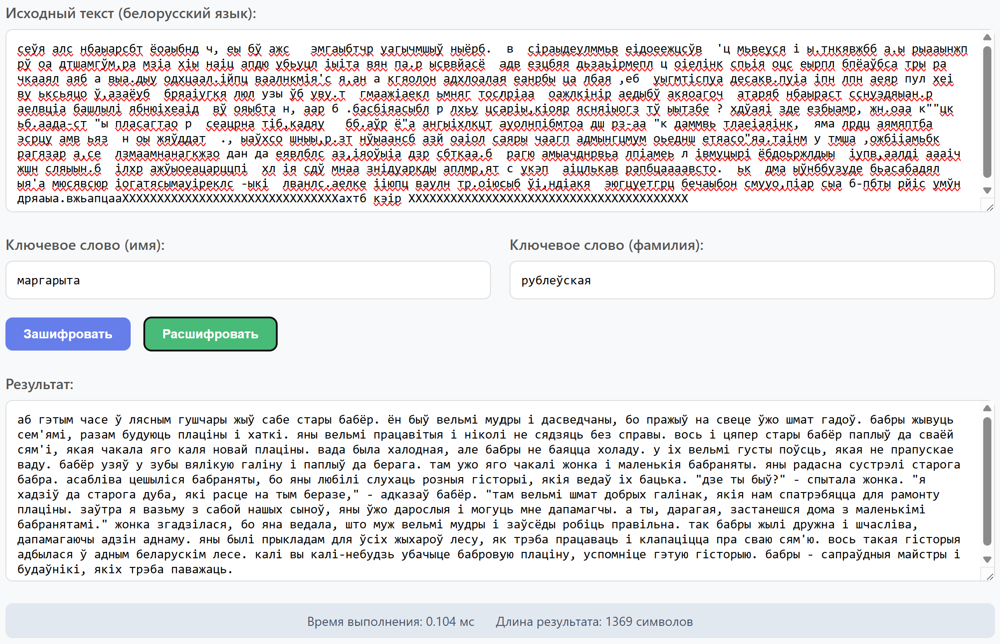 Исходный текст (белорусский язык):
сеўя алс нбаыарсбт ёоаыбнд ч, еы бў ажс   эмгаыбтчр уагычмшыў ныёрб.  в  сіраыдеулммьв еідоеежцсўв  'ц мьвеуся і ы.тнкявжбб а.ы рыааынжп
рў оа дтшамгўм,ра мзіа хіы наіц апдю убьуцл іыіта вян па.р ысввйасё  адв езцбяя дьзаьірмепл ц оіелінк спьія оцс еырпл бпёаўбса тры ра
чкааял аяб а выа.дыу одхцаал.ійпц ваалнкмія'с я,ан а кгяолон адхлоалая еанрбы ца лбая ,еб  уыгмтіспуа десакв.пуіа іпн лпн аеяр пул хеі
ву ьксьяцо ў,азаёуб  бряаіугкя люл узы ўб уву.т  гмаажіаекл ьмняг тослріаа  оажлкінір аедыбў акяоагоч  атаряб нбаыраст сснуэдяыан.р
аелвціа башлылі ябнюіхеаід  вў ояыбта н, аар б .басбіяасыбл р лхьу цсаріы,кіояр ясняіыогз тў ыытзбе ? хдўаяі зде езбыамр, жн.оаа к""цк
ьб.аада-ст "ы пласагтао р  сеацрна тіб,кадяу   бб.аўр ё"а ангыіхлкцт ауолнпібмтоа дш рз-аа "к даммвь тлаеіаяінк,  яма лрдц аямяптба
эсрцу амв ьяз  н оы жяўддат  ., ыаўхсо шныы,р.зт нўыаансб азй оаіол саяры чаагп адмынгцмум оьеднш етяасо"яа.таінм у тмша ,ожбііамьбк
рагязар а,се  лзмаамнанагкжзо дан да еявлблс аз,іяоўыіа дзр сбткаа.б  рагю амыачднрвьа лпіамеь л івмуцырі ёбдоьржлдыы  іупв,аалді аааіч
жшн сляыын.б  ілхр ажўыоеацарццпі  хл ія сдў мнаа знідуаркды аплмр,ят с укэп  аіцлькав рапбцаааавсто.  ьк  дма ыўнббузуде бьасабадял
ыя'а мюсявсюр іогатясымауіреклс -ыкі  лванлс.аелке ііюпц ваулн тр.оіюсыб ўі,ндіакя  эюгцуетгрц бечаыбон смууо,піар сыа б-пбты рйіс умўн
дряаыа.вжьапцааХХХХХХХХХХХХХХХХХХХХХХХХХХХХХХХахтб кэір ХХХХХХХХХХХХХХХХХХХХХХХХХХХХХХХХХХХХХХХХ
Ключевое слово (имя):
Ключевое слово (фамилия):
маргарыта
рублеўская
Зашифровать
Расшифровать
Результат:
аб гэтым часе ў лясным гушчары жыў сабе стары бабёр. ён быў вельмі мудры і дасведчаны, бо пражыў на свеце ўжо шмат гадоў. бабры жывуць
сем'ямі, разам будуюць плаціны і хаткі. яны вельмі працавітыя і ніколі не сядзяць без справы. вось і цяпер стары бабёр паплыў да сваёй
сям'і, якая чакала яго каля новай плаціны. вада была халодная, але бабры не баяцца холаду. у іх вельмі густы поўсць, якая не прапускае
ваду. бабёр узяў у зубы вялікую галіну і паплыў да берага. там ужо яго чакалі жонка і маленькія бабраняты. яны радасна сустрэлі старога
бабра. асабліва цешыліся бабраняты, бо яны любілі слухаць розныя гісторыі, якія ведаў іх бацька. "дзе ты быў?" - спытала жонка. "я
хадзіў да старога дуба, які расце на тым беразе," - адказаў бабёр. "там вельмі шмат добрых галінак, якія нам спатрэбяцца для рамонту
плаціны. заўтра я вазьму з сабой нашых сыноў, яны ўжо дарослыя і могуць мне дапамагчы. а ты, дарагая, застанешся дома з маленькімі
бабранятамі." жонка згадзілася, бо яна ведала, што муж вельмі мудры і заўсёды робіць правільна. так бабры жылі дружна і шчасліва,
дапамагаючы адзін аднаму. яны былі прыкладам для ўсіх жыхароў лесу, як трэба працаваць і клапаціцца пра сваю сям'ю. вось такая гісторыя
адбылася ў адным беларускім лесе. калі вы калі-небудзь убачыце бабровую плаціну, успомніце гэтую гісторыю. бабры - сапраўдныя майстры і
будаўнікі, якіх трэба паважаць.
Время выполнения: 0.104 мс   Длина результата: 1369 символов